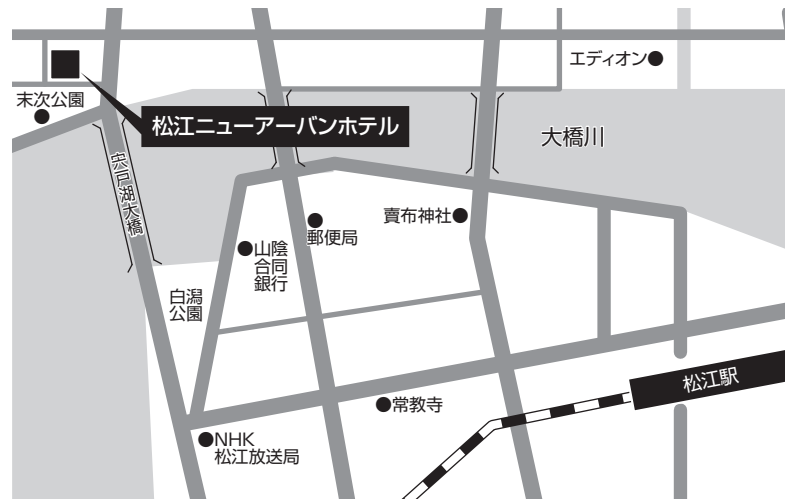 エディオン
末次公園
松江ニューアーバンホテル
大橋川
宍戸湖大橋
賣布神社
郵便局
山陰
合同
銀行
白潟
公園
松江駅
常教寺
NHK
松江放送局